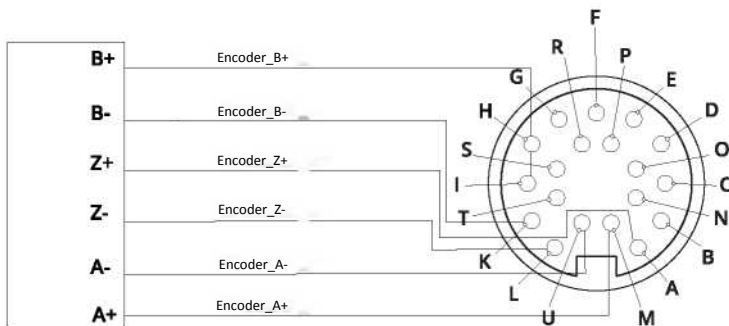 F
R
P
B+
Encoder_B+
G
E
B-
Encoder_B-
H
D
Z+
Encoder_Z+
S
O
I
C
Z-
Encoder_Z-
T
N
K
B
A-
Encoder_A-
L
A
A+
Encoder_A+
U
M